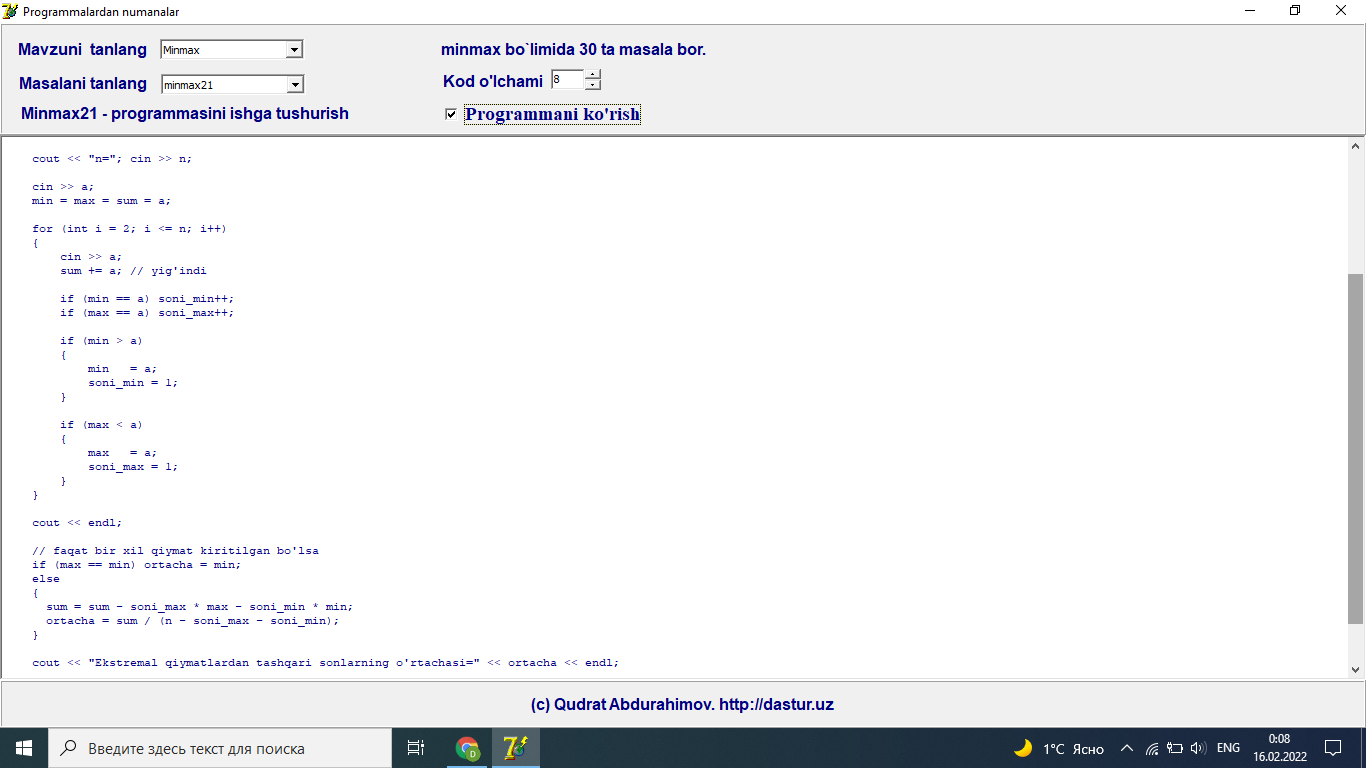 Programmalardan numanalar
Mavzuni tanlang Minmax
minmax bo`limida 30 ta masala bor.
Masalani tanlang minmax21
Kod o'lchami 8
Minmax21 - programmasini ishga tushurish
Programmani ko'rish
cout << "n="; cin >> n;
cin >> a;
min = max = sum = a;
for (int i = 2; i <= n; i++)
{
cin >> a;
sum += a; // yig'indi
if (min == a) soni_min++;
if (max == a) soni_max++;
if (min > a)
{
min = a;
soni_min = 1;
}
if (max < a)
{
max = a;
soni_max = 1;
}
}
cout << endl;
// faqat bir xil qiymat kiritilgan bo'lsa
if (max == min) ortacha = min;
else
{
sum = sum - soni_max * max - soni_min * min;
ortacha = sum / (n - soni_max - soni_min);
}
cout << "Ekstremal qiymatlardan tashqari sonlarning o'rtachasi=" << ortacha << endl;
(c) Qudrat Abdurahimov. http://dastur.uz
Введите здесь текст для поиска
D
7
1°C Ясно
ENG
0:08
16.02.2022